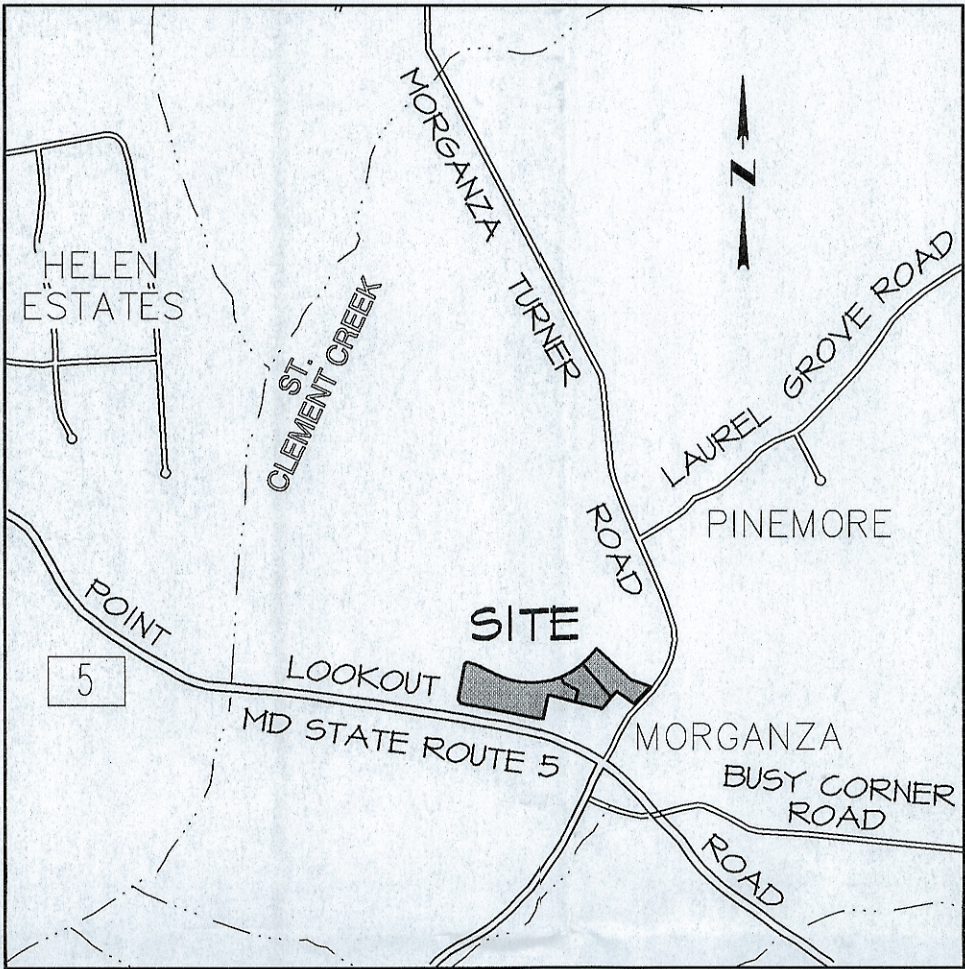 MORGANZA TURNER ROAD
N
HELEN
ESTATES
ST.
CLEMENT CREEK
LAUREL GROVE ROAD
PINEMORE
SITE
POINT LOOKOUT ROAD
5
MD STATE ROUTE 5
MORGANZA
BUSY CORNER
ROAD